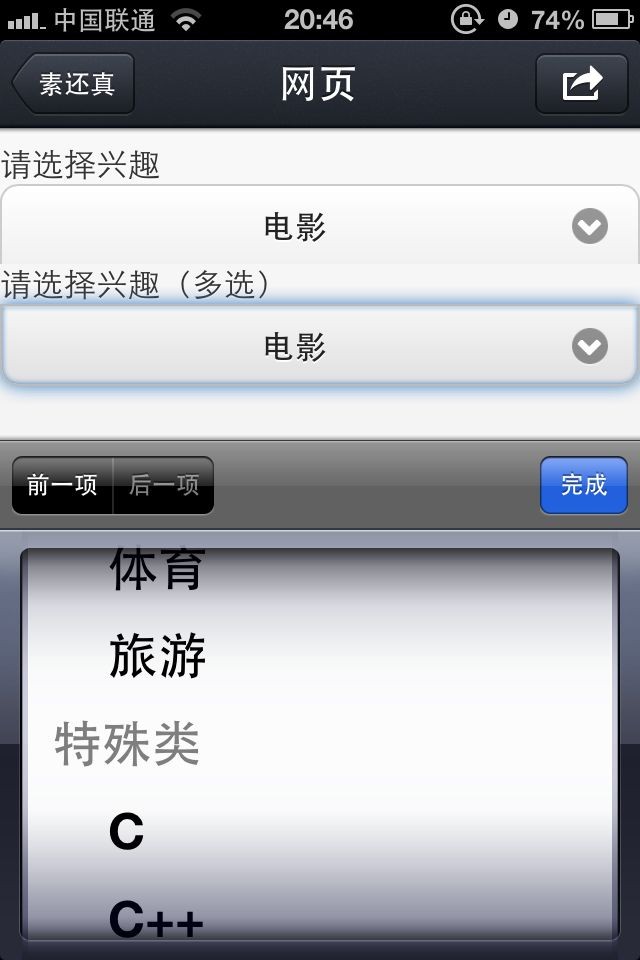 中国联通 20:46 74%
素还真 网页
请选择兴趣
电影
请选择兴趣（多选）
电影
前一项 后一项 完成
体育
旅游
特殊类
C
C++